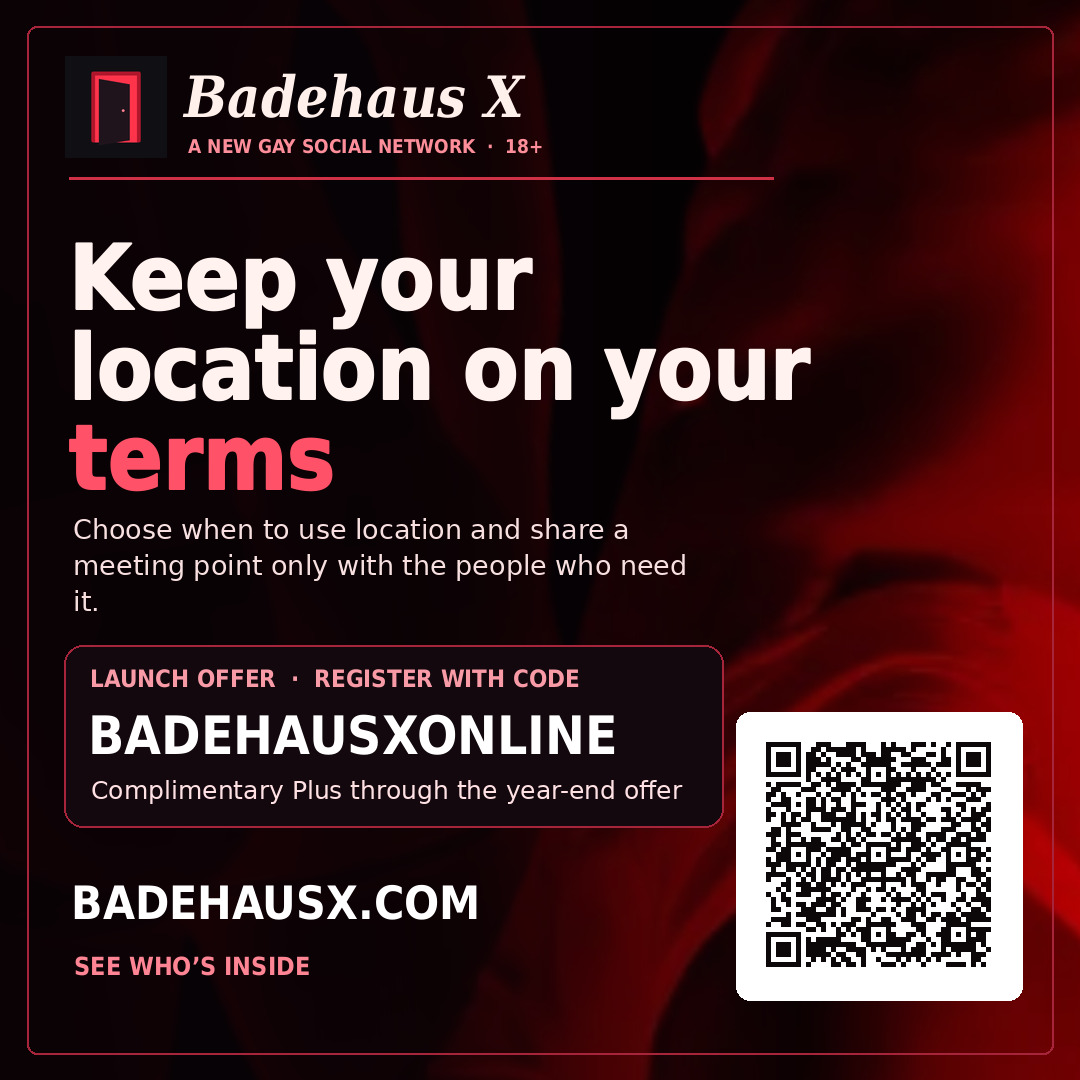 Badehaus X
A NEW GAY SOCIAL NETWORK · 18+
Keep your
location on your
terms
Choose when to use location and share a
meeting point only with the people who need
it.
LAUNCH OFFER · REGISTER WITH CODE
BADEHAUSXONLINE
Complimentary Plus through the year-end offer
BADEHAUSX.COM
SEE WHO’S INSIDE